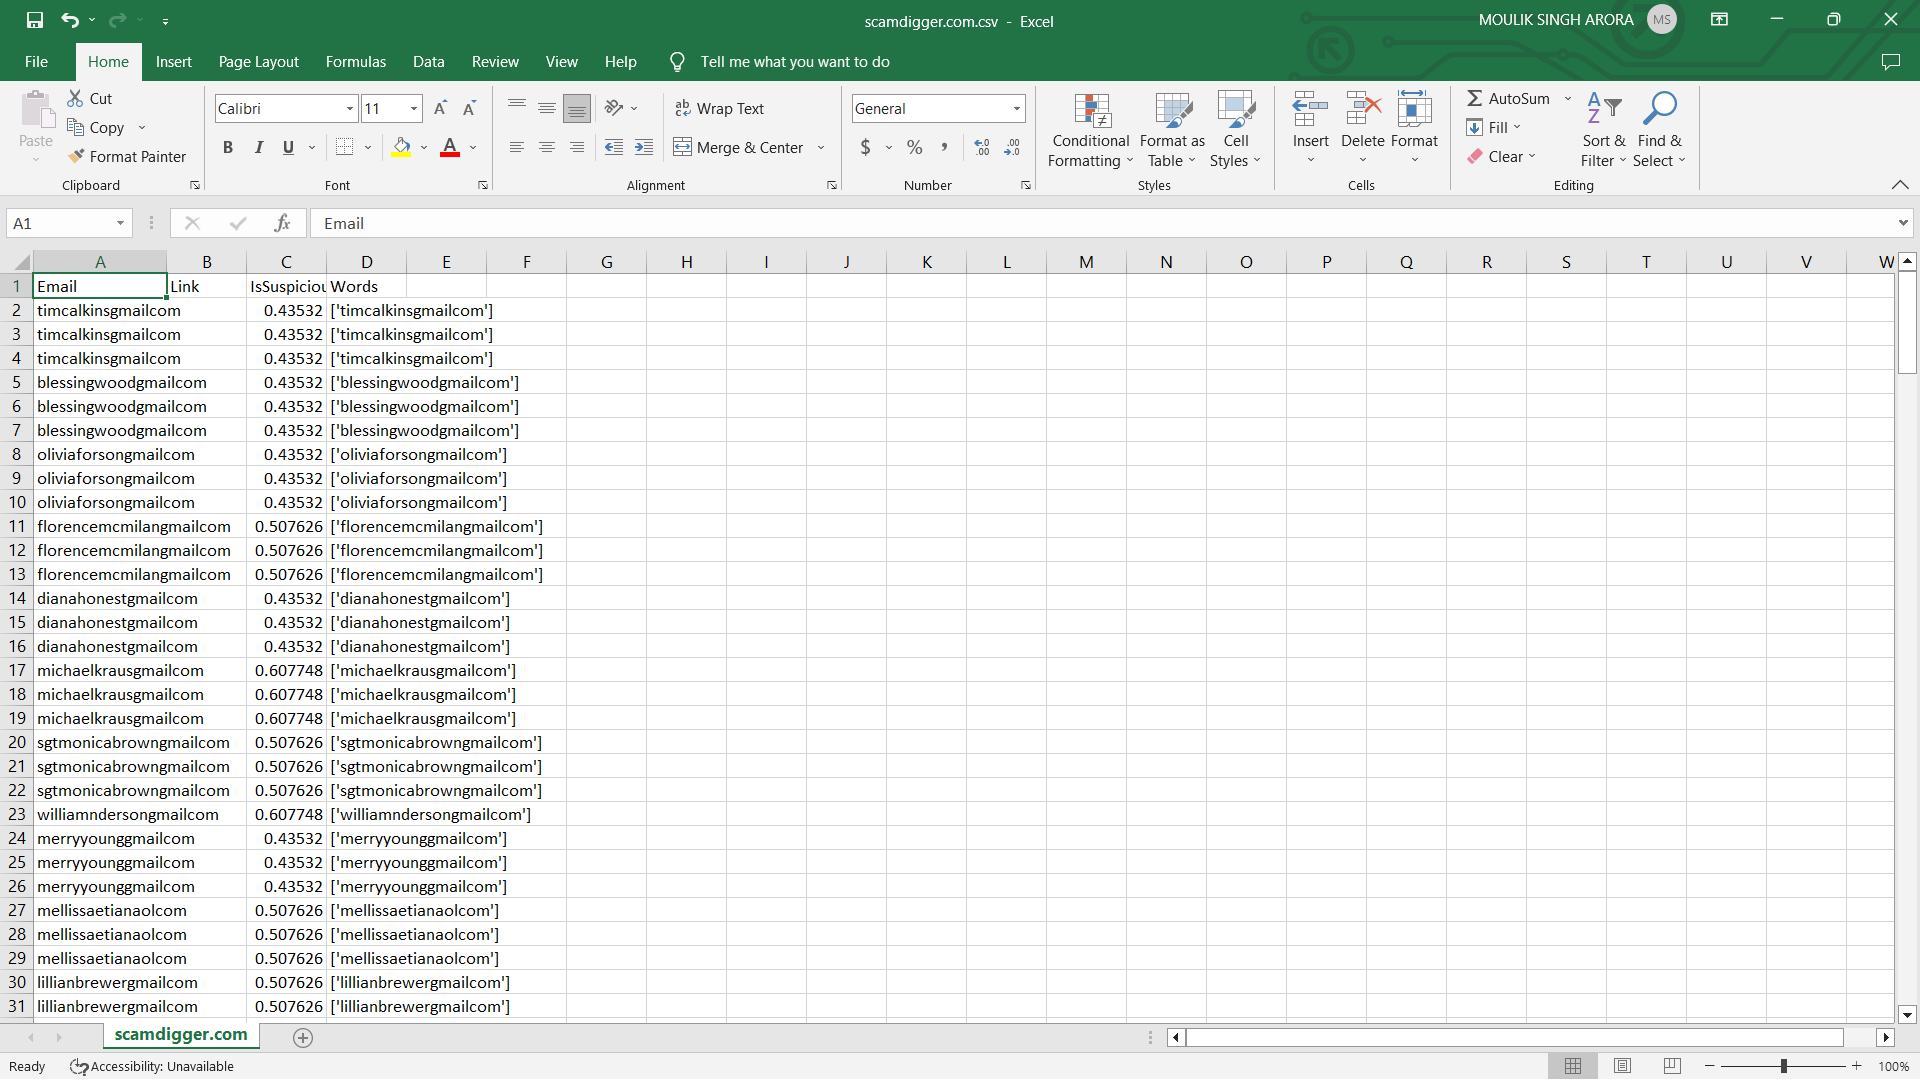 scamdigger.com.csv - Excel
MOULIK SINGH ARORA MS
File Home Insert Page Layout Formulas Data Review View Help Tell me what you want to do
Paste
Cut
Copy
Format Painter
Clipboard
Calibri 11 A A
B I U A
Font
ab Wrap Text
Merge & Center
Alignment
General
$ % ,
Number
Conditional Formatting
Format as Table
Cell Styles
Styles
Insert Delete Format
Cells
AutoSum
Fill
Clear
Sort & Filter
Find & Select
Editing
A1 fx Email
A B C D E F G H I J K L M N O P Q R S T U V W
1 Email Link IsSuspiciou Words
2 timcalkinsgmailcom 0.43532 ['timcalkinsgmailcom']
3 timcalkinsgmailcom 0.43532 ['timcalkinsgmailcom']
4 timcalkinsgmailcom 0.43532 ['timcalkinsgmailcom']
5 blessingwoodgmailcom 0.43532 ['blessingwoodgmailcom']
6 blessingwoodgmailcom 0.43532 ['blessingwoodgmailcom']
7 blessingwoodgmailcom 0.43532 ['blessingwoodgmailcom']
8 oliviaforsongmailcom 0.43532 ['oliviaforsongmailcom']
9 oliviaforsongmailcom 0.43532 ['oliviaforsongmailcom']
10 oliviaforsongmailcom 0.43532 ['oliviaforsongmailcom']
11 florencemcmilangmailcom 0.507626 ['florencemcmilangmailcom']
12 florencemcmilangmailcom 0.507626 ['florencemcmilangmailcom']
13 florencemcmilangmailcom 0.507626 ['florencemcmilangmailcom']
14 dianahonestgmailcom 0.43532 ['dianahonestgmailcom']
15 dianahonestgmailcom 0.43532 ['dianahonestgmailcom']
16 dianahonestgmailcom 0.43532 ['dianahonestgmailcom']
17 michaelkrausgmailcom 0.607748 ['michaelkrausgmailcom']
18 michaelkrausgmailcom 0.607748 ['michaelkrausgmailcom']
19 michaelkrausgmailcom 0.607748 ['michaelkrausgmailcom']
20 sgtmonicabrowngmailcom 0.507626 ['sgtmonicabrowngmailcom']
21 sgtmonicabrowngmailcom 0.507626 ['sgtmonicabrowngmailcom']
22 sgtmonicabrowngmailcom 0.507626 ['sgtmonicabrowngmailcom']
23 williamndersongmailcom 0.607748 ['williamndersongmailcom']
24 merryyounggmailcom 0.43532 ['merryyounggmailcom']
25 merryyounggmailcom 0.43532 ['merryyounggmailcom']
26 merryyounggmailcom 0.43532 ['merryyounggmailcom']
27 mellissaetianaolcom 0.507626 ['mellissaetianaolcom']
28 mellissaetianaolcom 0.507626 ['mellissaetianaolcom']
29 mellissaetianaolcom 0.507626 ['mellissaetianaolcom']
30 lillianbrewergmailcom 0.507626 ['lillianbrewergmailcom']
31 lillianbrewergmailcom 0.507626 ['lillianbrewergmailcom']
scamdigger.com
Ready Accessibility: Unavailable 100%